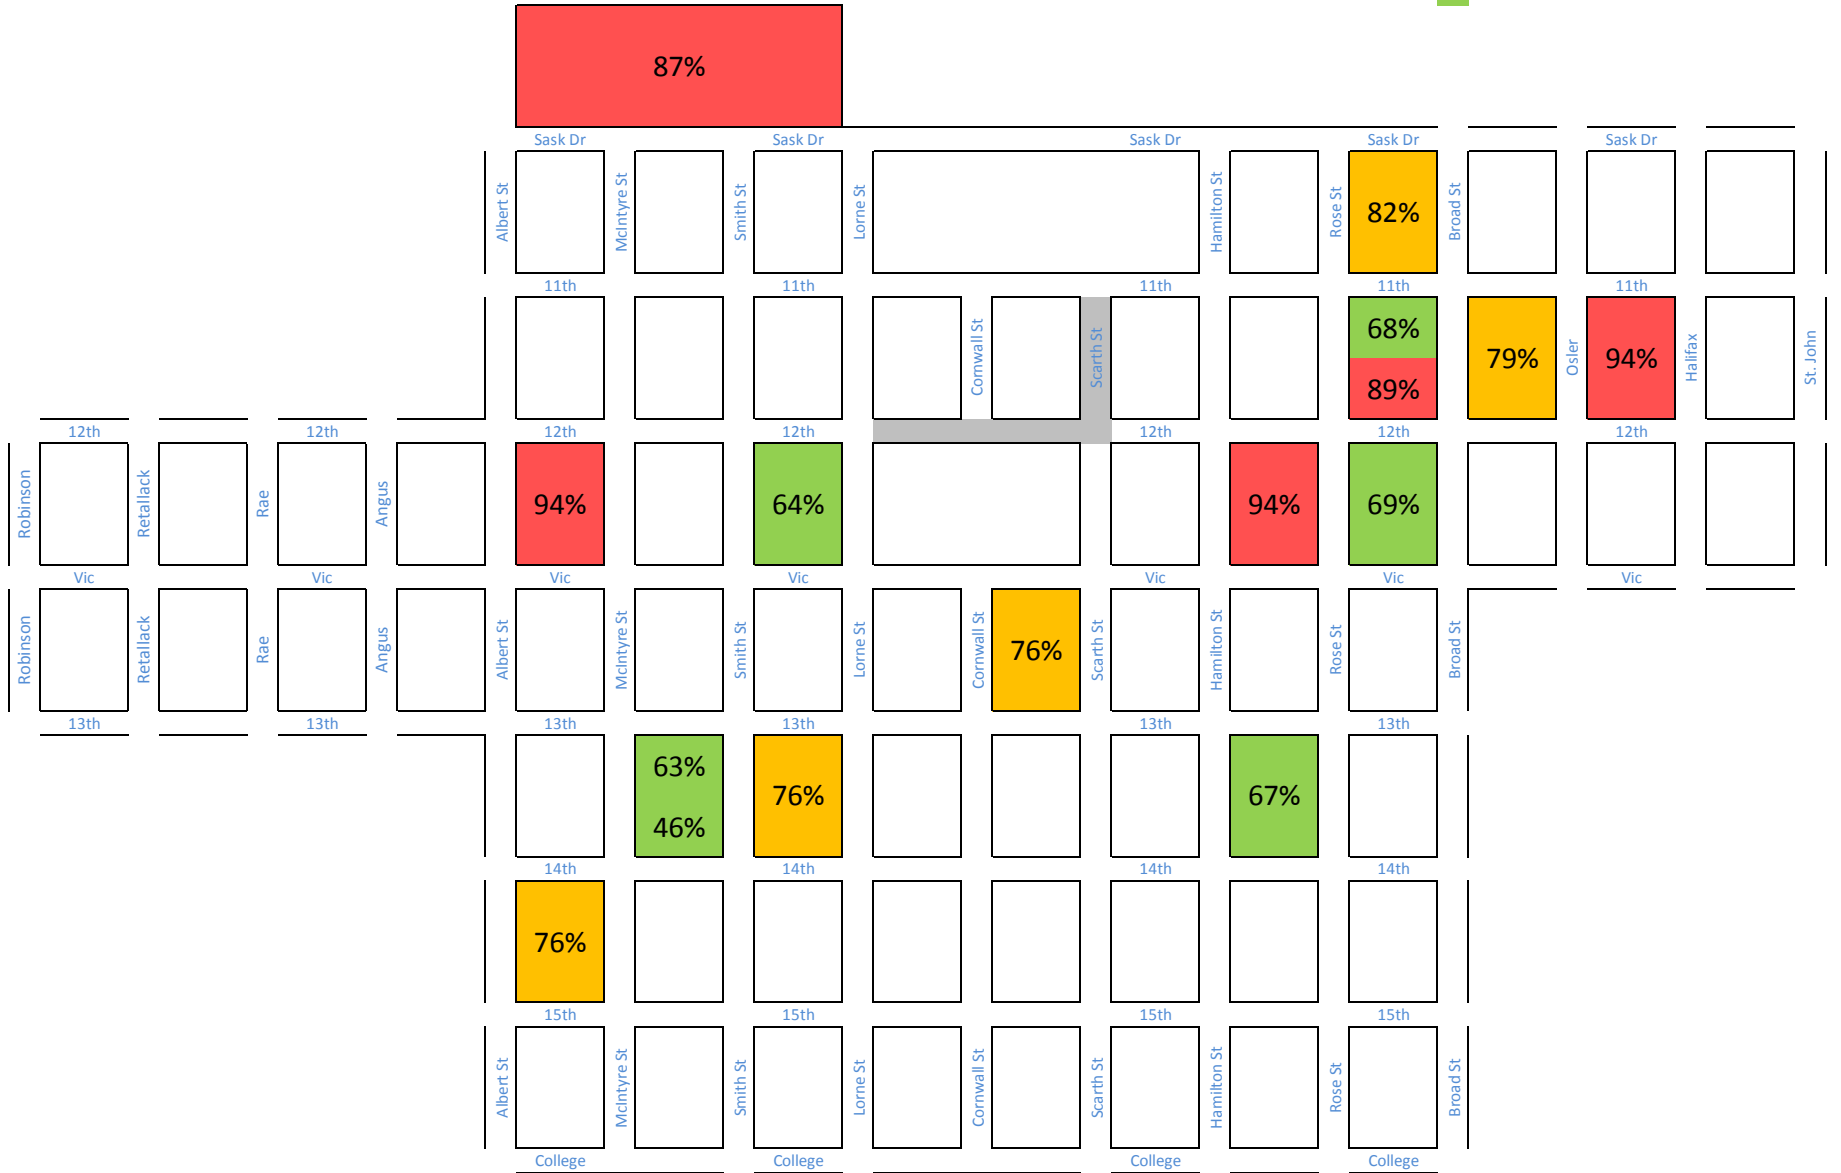 87%
Sask Dr Sask Dr Sask Dr Sask Dr Sask Dr
Albert St McIntyre St Smith St Lorne St Hamilton St Rose St 82% Broad St
11th 11th 11th 11th 11th
Cornwall St Scarth St 68% 79% Osler 94% Halifax St. John
89%
12th 12th 12th 12th 12th 12th 12th
Robinson Retallack Rae Angus 94% 64% 94% 69%
Vic Vic Vic Vic Vic Vic Vic
Robinson Retallack Rae Angus Albert St McIntyre St Smith St Lorne St Cornwall St 76% Scarth St Hamilton St Rose St Broad St
13th 13th 13th 13th 13th 13th
63% 76% 67%
46%
14th 14th 14th 14th
76%
15th 15th 15th 15th
Albert St McIntyre St Smith St Lorne St Cornwall St Scarth St Hamilton St Rose St Broad St
College College College College